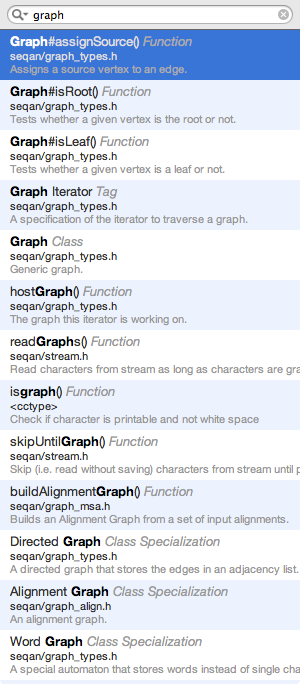 graph
Graph#assignSource() Function
seqan/graph_types.h
Assigns a source vertex to an edge.
Graph#isRoot() Function
seqan/graph_types.h
Tests whether a given vertex is the root or not.
Graph#isLeaf() Function
seqan/graph_types.h
Tests whether a given vertex is a leaf or not.
Graph Iterator Tag
seqan/graph_types.h
A specification of the iterator to traverse a graph.
Graph Class
seqan/graph_types.h
Generic graph.
hostGraph() Function
seqan/graph_types.h
The graph this iterator is working on.
readGraphs() Function
seqan/stream.h
Read characters from stream as long as characters are gra
isgraph() Function
<cctype>
Check if character is printable and not white space
skipUntilGraph() Function
seqan/stream.h
Skip (i.e. read without saving) characters from stream until p
buildAlignmentGraph() Function
seqan/graph_msa.h
Builds an Alignment Graph from a set of input alignments.
Directed Graph Class Specialization
seqan/graph_types.h
A directed graph that stores the edges in an adjacency list.
Alignment Graph Class Specialization
seqan/graph_align.h
An alignment graph.
Word Graph Class Specialization
seqan/graph_types.h
A special automaton that stores words instead of single cha